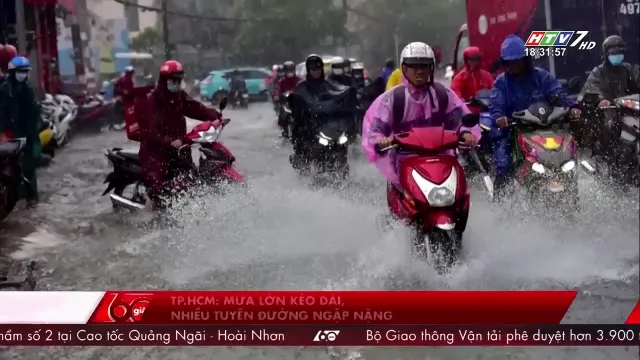 HTV7 HD
18:31:57
60 giây
TP.HCM: MƯA LỚN KÉO DÀI,
NHIỀU TUYẾN ĐƯỜNG NGẬP NẶNG
hầm số 2 tại Cao tốc Quảng Ngãi - Hoài Nhơn 60 Bộ Giao thông Vận tải phê duyệt hơn 3.900